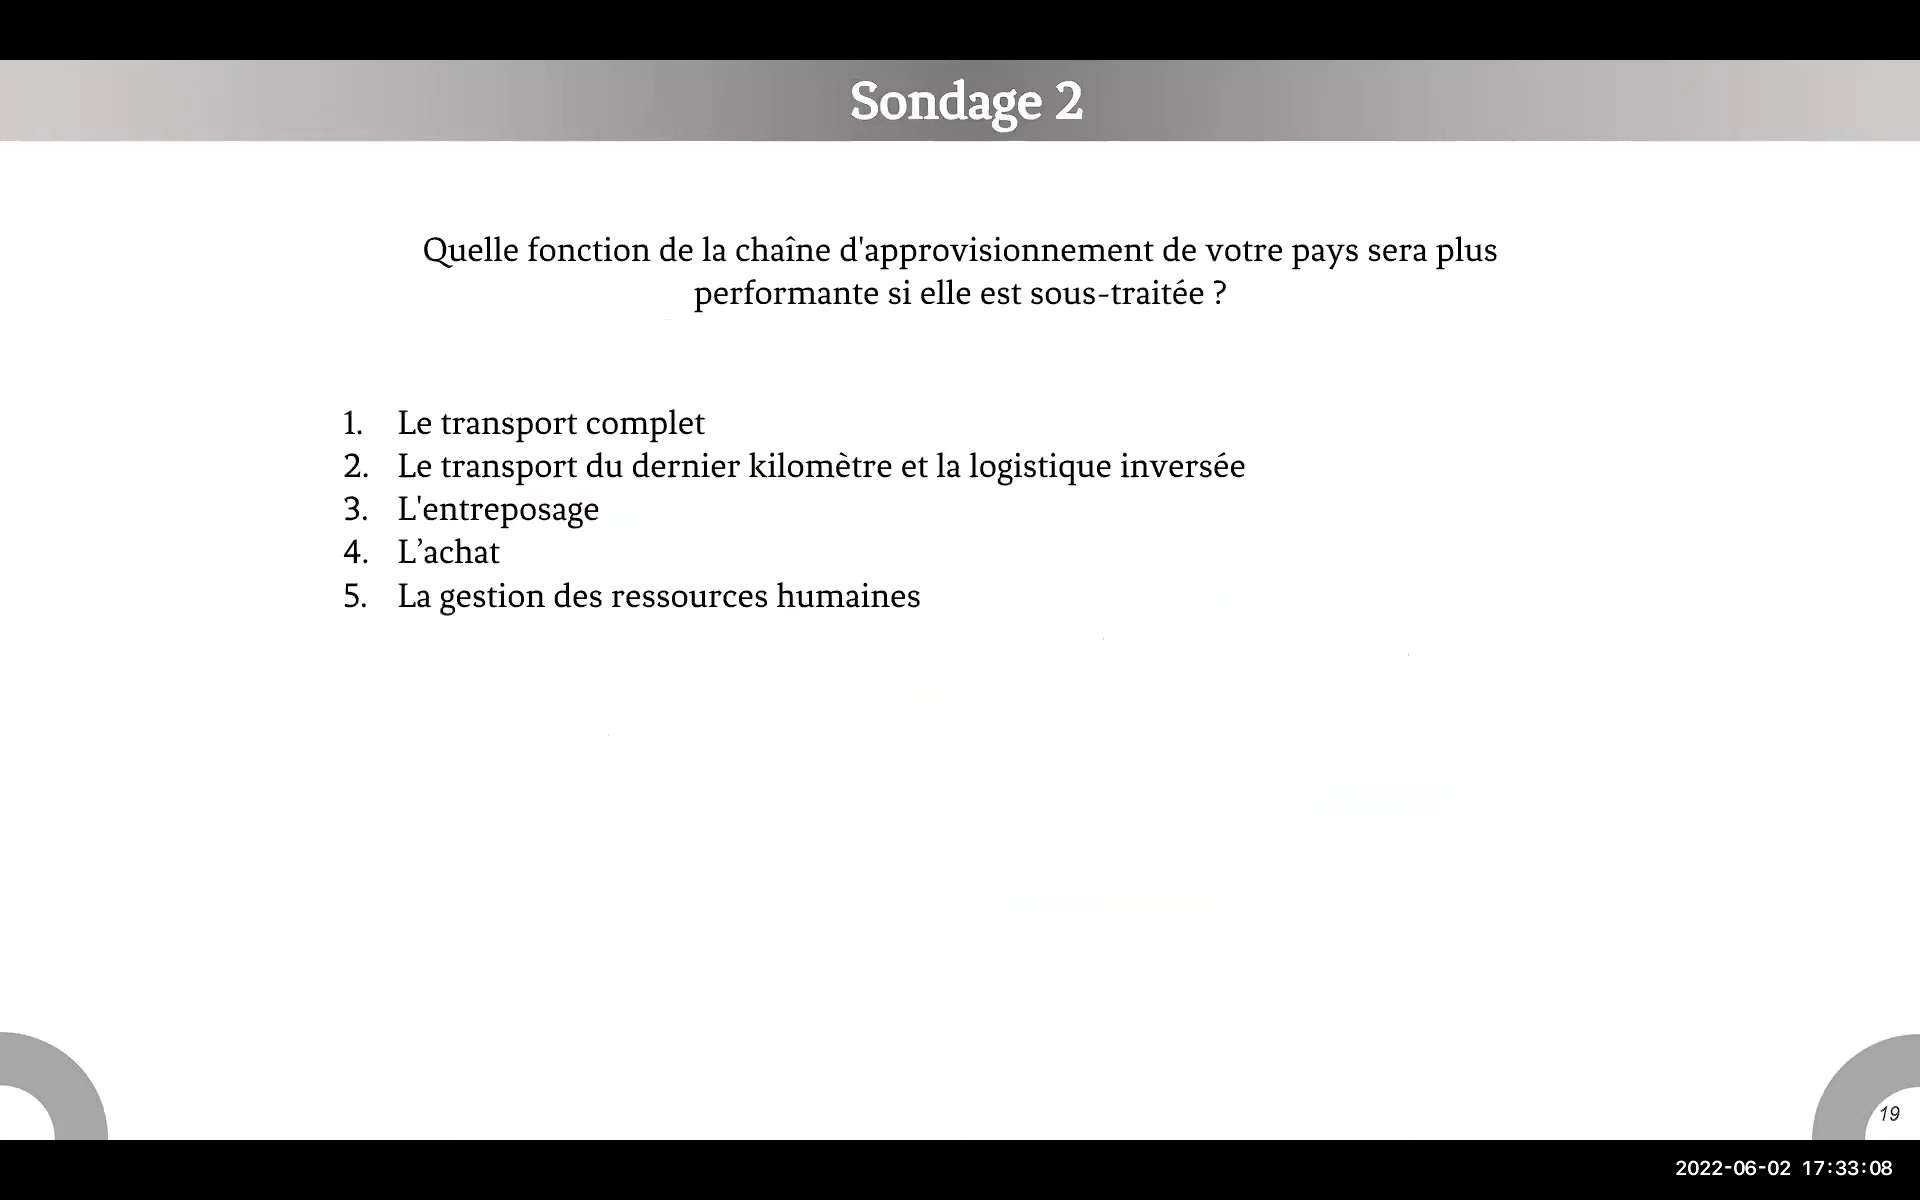 Sondage 2
Quelle fonction de la chaîne d'approvisionnement de votre pays sera plus
performante si elle est sous-traitée ?
1. Le transport complet
2. Le transport du dernier kilomètre et la logistique inversée
3. L'entreposage
4. L’achat
5. La gestion des ressources humaines
19
2022-06-02 17:33:08